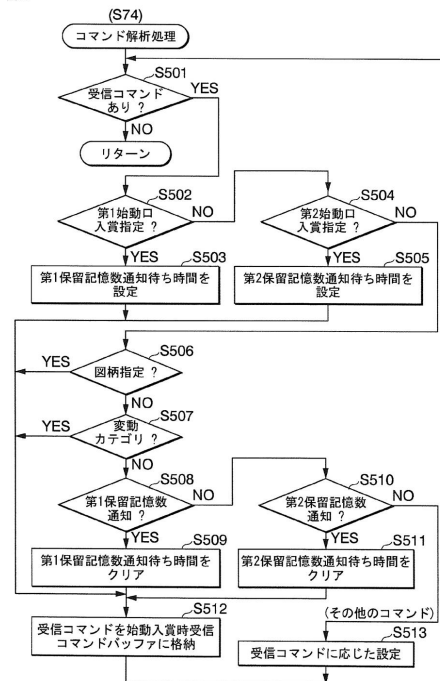 (S74)
コマンド解析処理
S501
受信コマンド
あり ?
YES
NO
リターン
S502
第1始動口
入賞指定 ?
NO
YES
S503
第1保留記憶数通知待ち時間を
設定
S504
第2始動口
入賞指定 ?
NO
YES
S505
第2保留記憶数通知待ち時間を
設定
S506
図柄指定 ?
YES
NO
S507
変動
カテゴリ ?
YES
NO
S508
第1保留記憶数
通知 ?
NO
YES
S509
第1保留記憶数通知待ち時間を
クリア
S510
第2保留記憶数
通知 ?
NO
YES
S511
第2保留記憶数通知待ち時間を
クリア
S512
受信コマンドを始動入賞時受信
コマンドバッファに格納
(その他のコマンド)
S513
受信コマンドに応じた設定